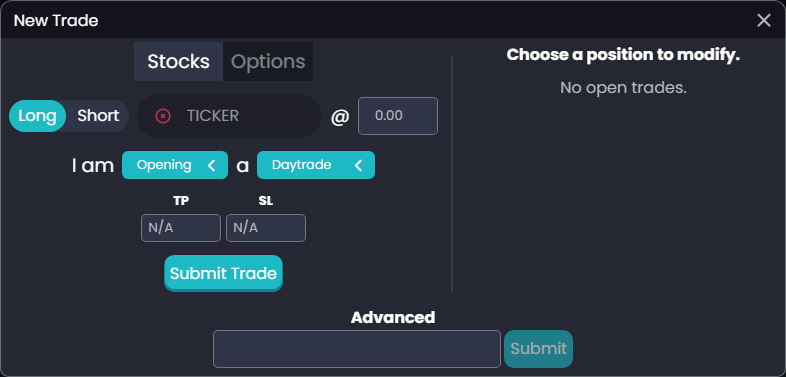 New Trade
Stocks Options
Long Short TICKER @ 0.00
I am Opening a Daytrade
TP SL
N/A N/A
Submit Trade
Choose a position to modify.
No open trades.
Advanced
Submit